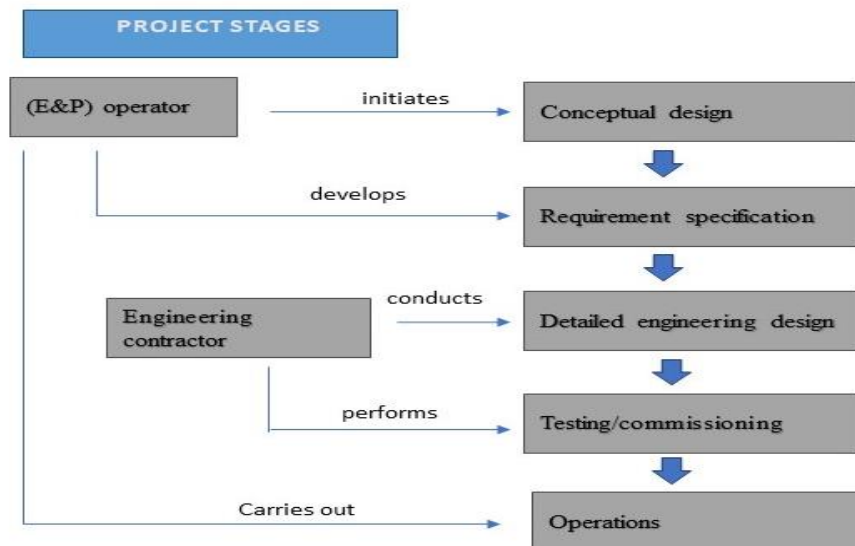 PROJECT STAGES
(E&P) operator
initiates
Conceptual design
develops
Requirement specification
Engineering
contractor
conducts
Detailed engineering design
performs
Testing/commissioning
Carries out
Operations